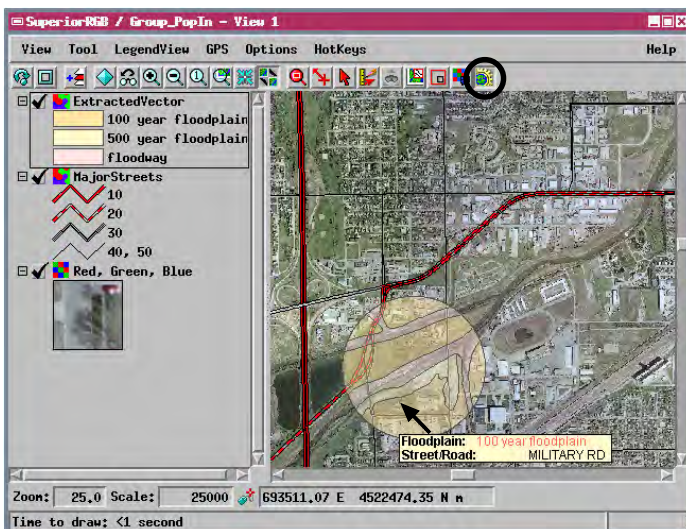 SuperiorRGB / Group_PopIn - View 1
View Tool LegendView GPS Options HotKeys Help
ExtractedVector
100 year floodplain
500 year floodplain
floodway
MajorStreets
10
20
30
40, 50
Red, Green, Blue
Floodplain: 100 year floodplain
Street/Road: MILITARY RD
Zoom: 25.0 Scale: 25000 693511.07 E 4522474.35 N m
Time to draw: <1 second